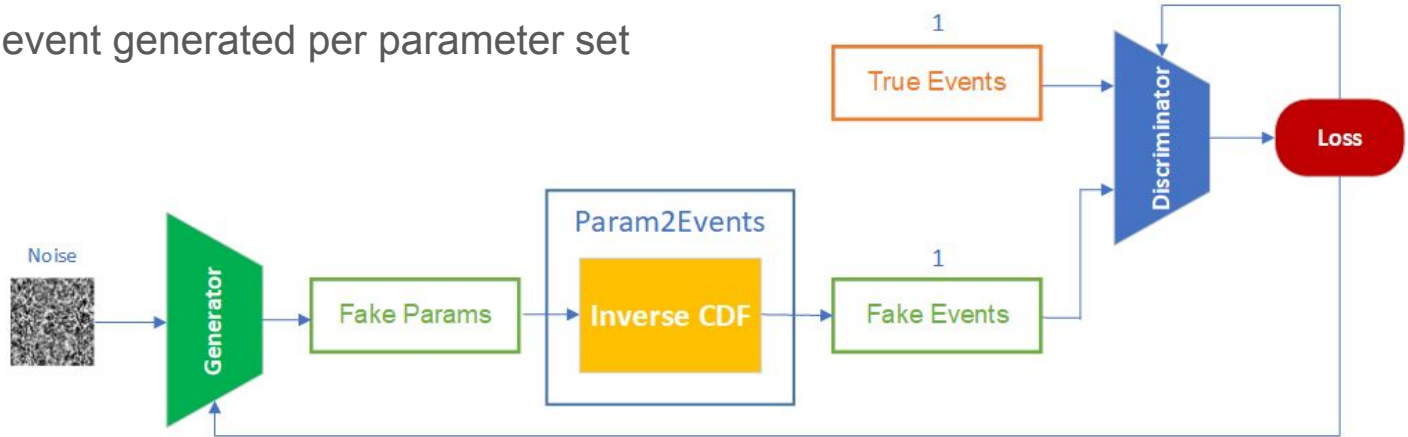 event generated per parameter set
1
True Events
Discriminator
Loss
Param2Events
Noise
Generator
Fake Params
Inverse CDF
1
Fake Events